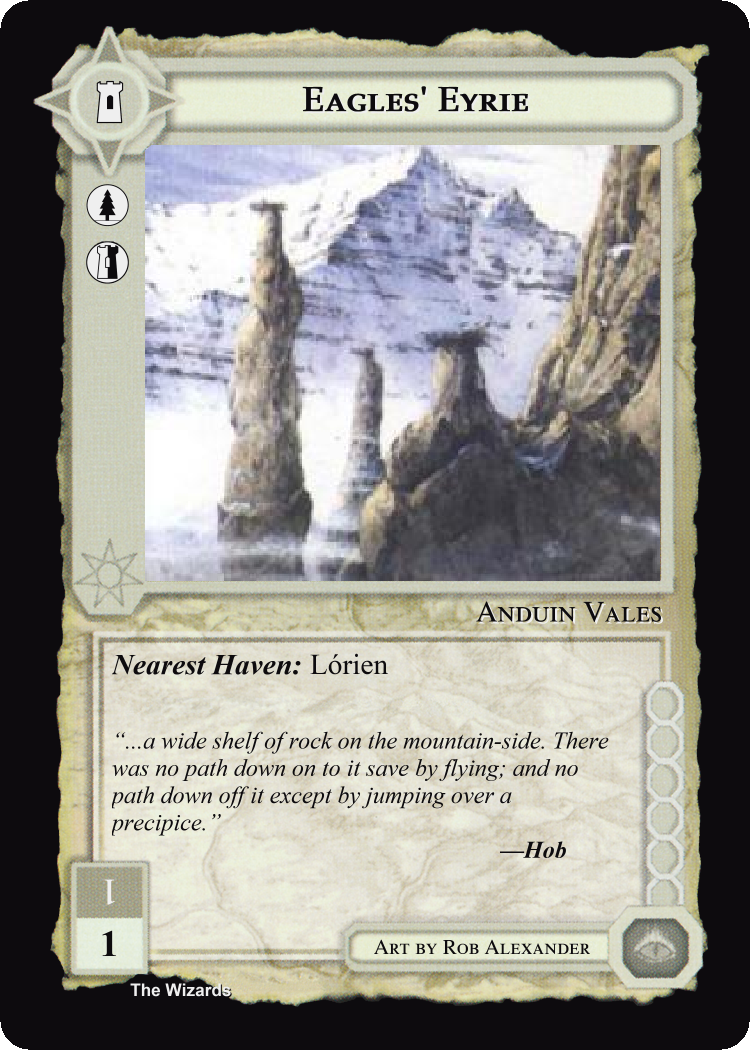 Eagles' Eyrie
Anduin Vales
Nearest Haven: Lórien
“...a wide shelf of rock on the mountain-side. There
was no path down on to it save by flying; and no
path down off it except by jumping over a
precipice.”
—Hob
1
1
Art by Rob Alexander
The Wizards